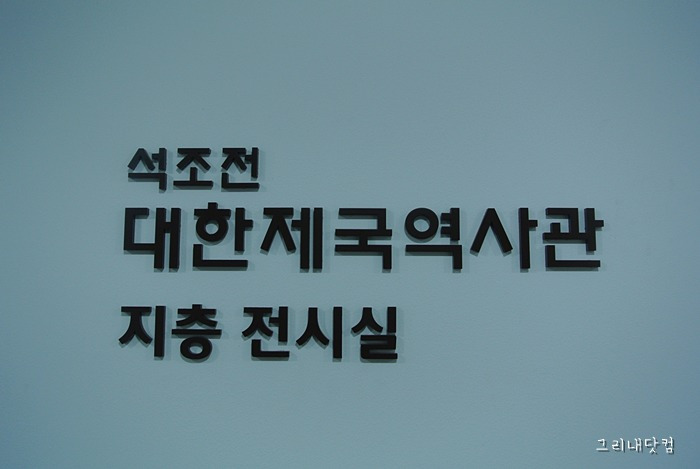 석조전
대한제국역사관
지층 전시실
그리내닷컴